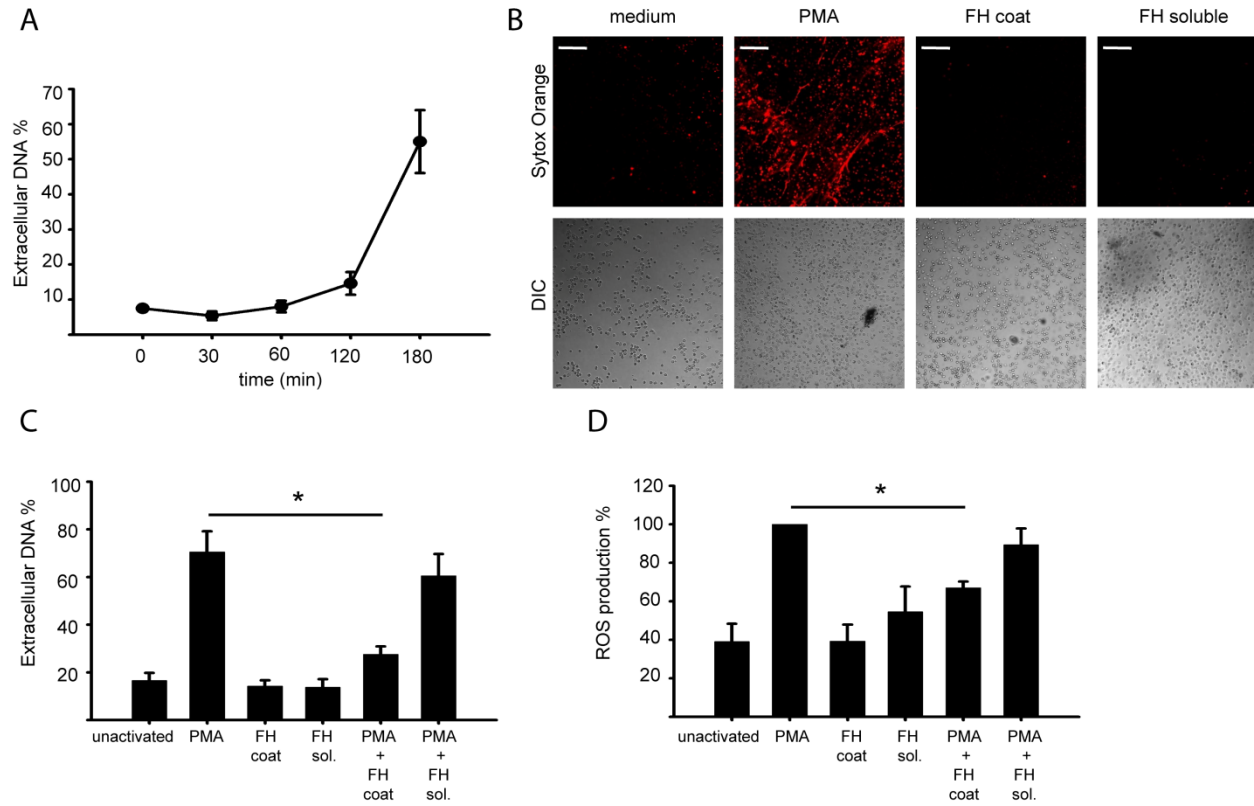 A
Extracellular DNA %
70
60
50
40
30
20
10
0 30 60 120 180
time (min)
B
medium PMA FH coat FH soluble
Sytox Orange
DIC
C
Extracellular DNA %
100
80
60
40
20
*
unactivated PMA FH FH PMA PMA
coat sol. + +
FH FH
coat sol.
D
ROS production %
120
100
80
60
40
20
0
*
unactivated PMA FH FH PMA PMA
coat sol. + +
FH FH
coat sol.